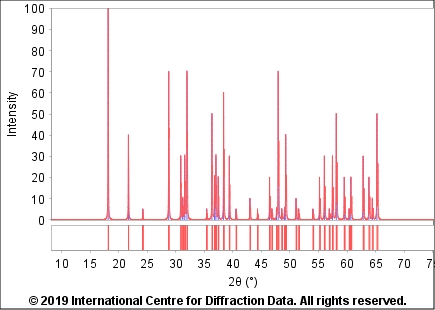 100
90
80
70
60
50
40
30
20
10
0
Intensity
10 15 20 25 30 35 40 45 50 55 60 65 70 75
2θ (°)
© 2019 International Centre for Diffraction Data. All rights reserved.